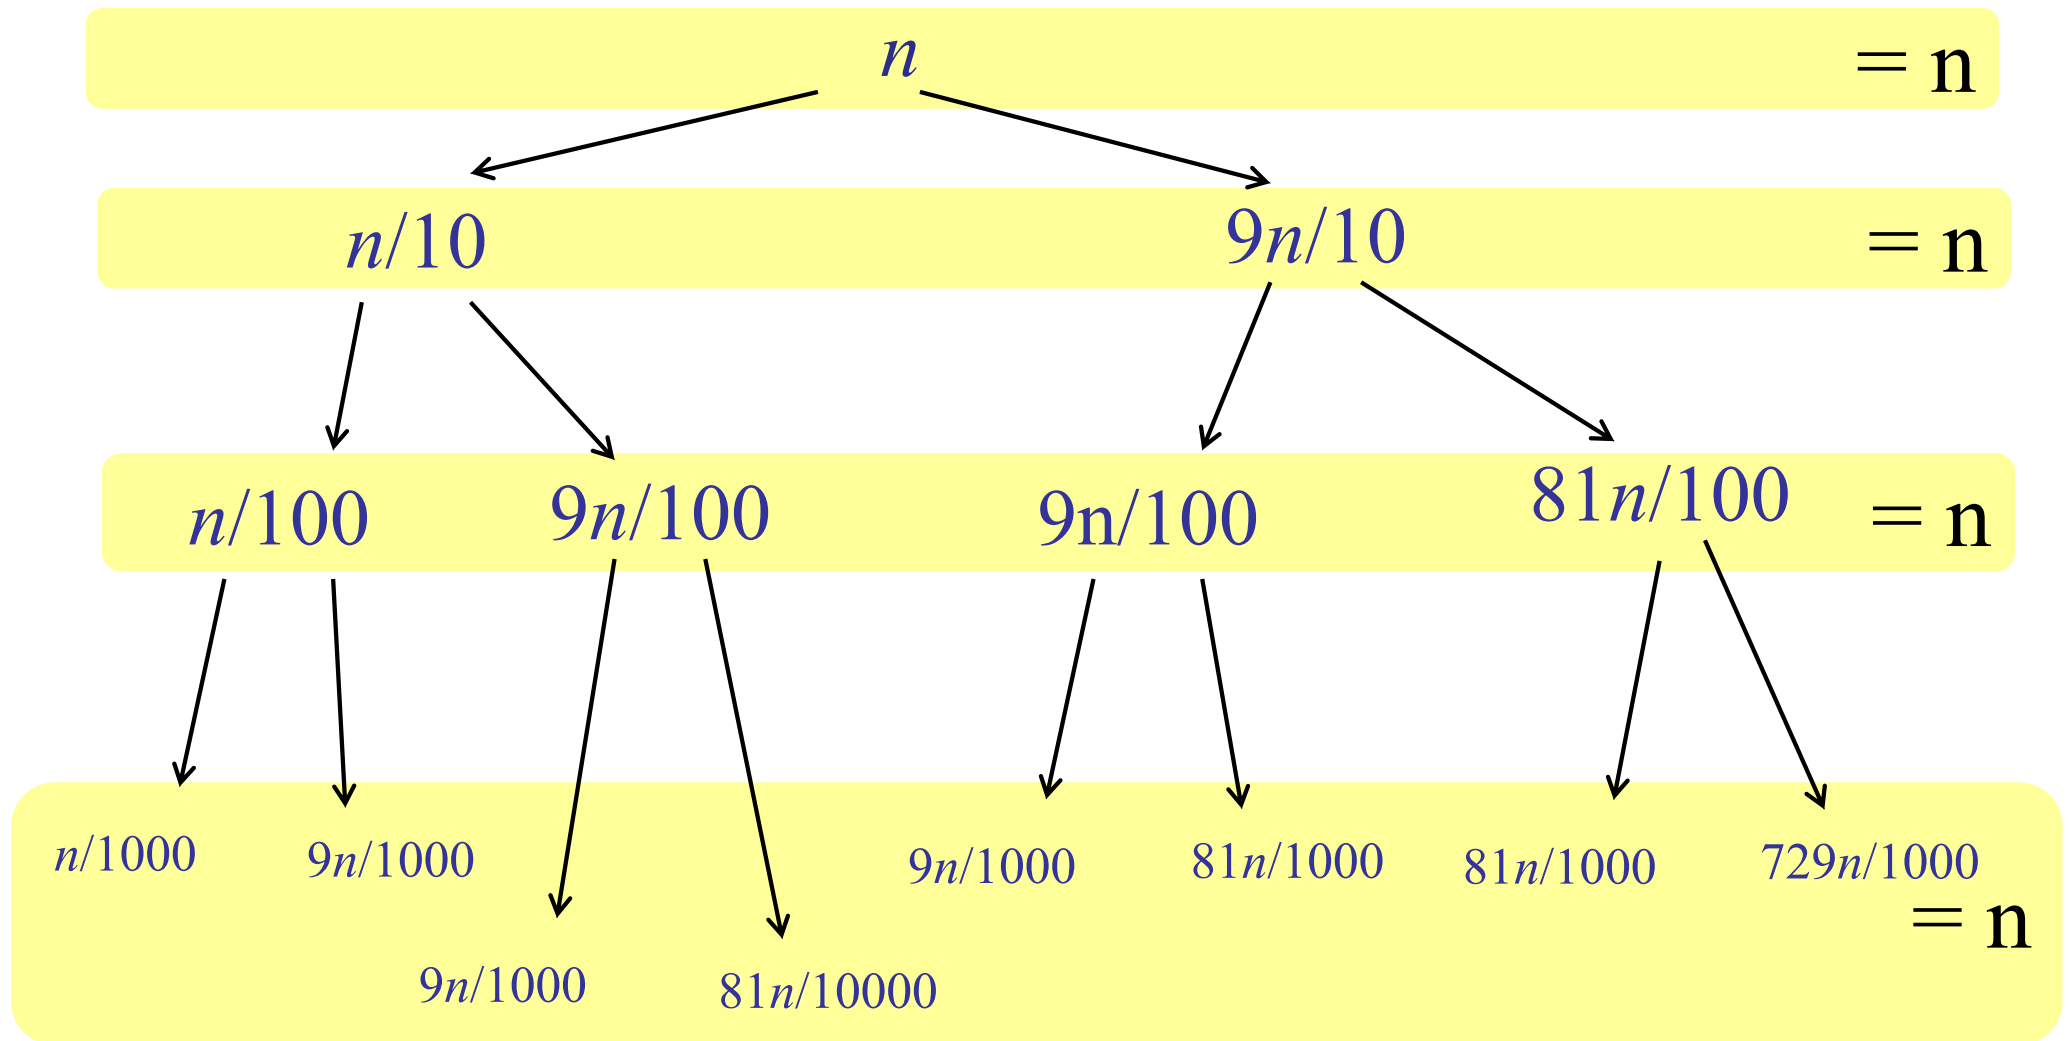 n = n
n/10 9n/10 = n
n/100 9n/100 9n/100 81n/100 = n
n/1000 9n/1000 9n/1000 81n/1000 81n/1000 729n/1000
= n
9n/1000 81n/10000